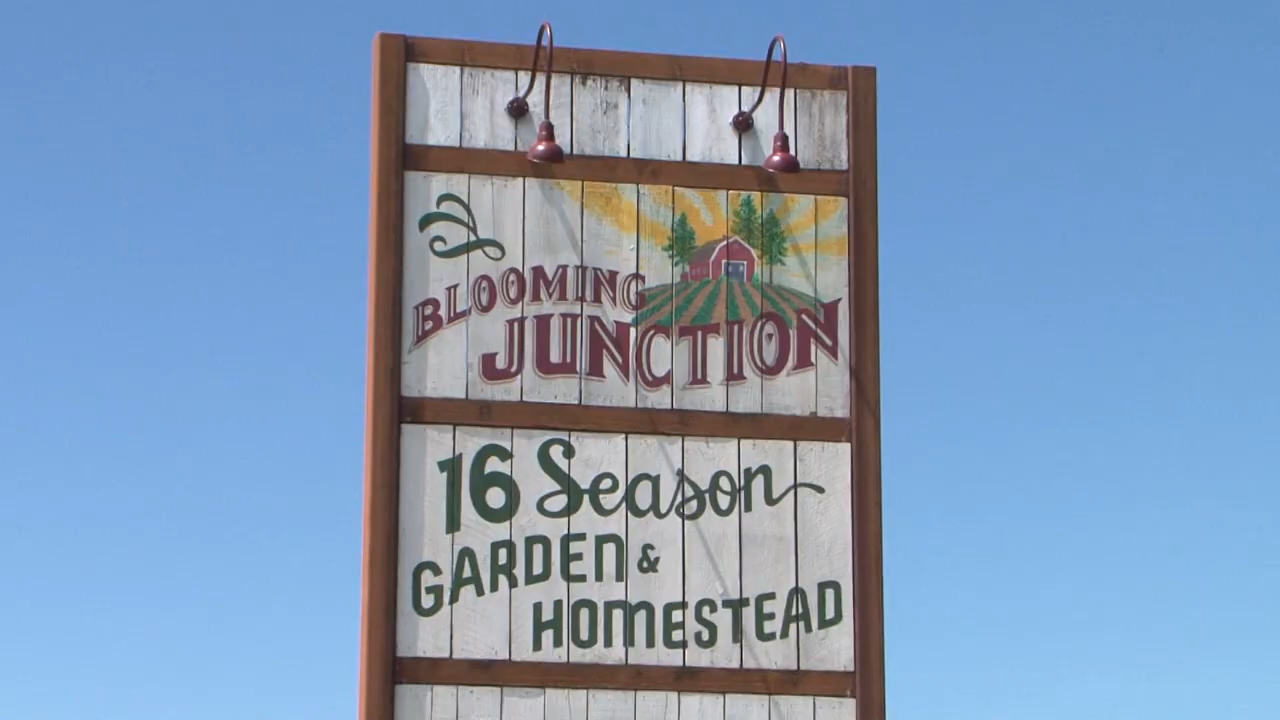 BLOOMING
JUNCTION
16 Season
GARDEN &
HOMESTEAD